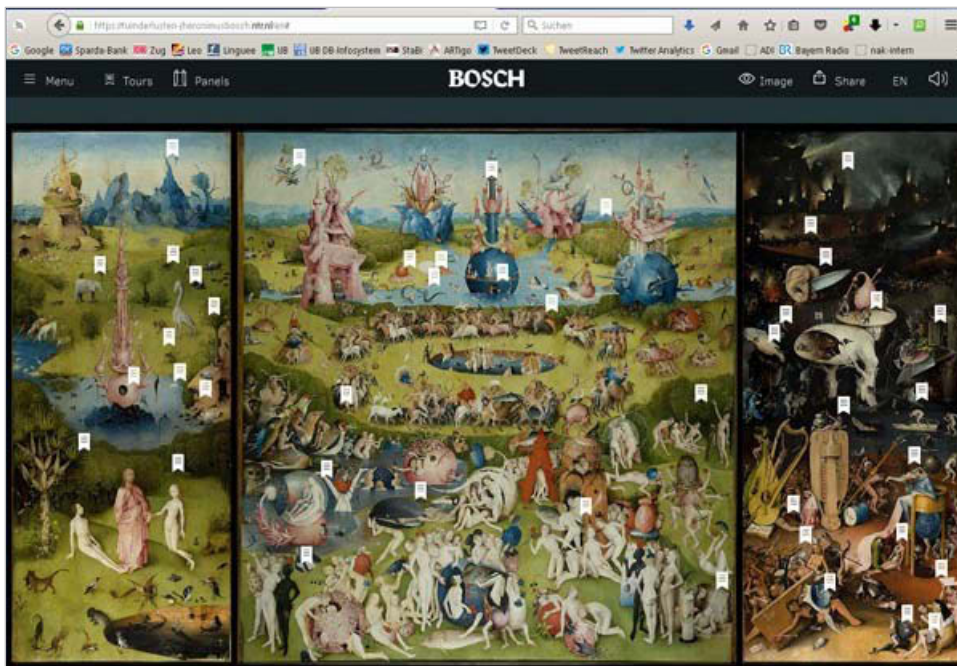 https://tuinderlusten-jheronimusbosch.ntr.nl/en#
Suchen
Google Sparda-Bank Zug Leo Linguee UB UB DB-Infosystem StaBi ARTigo TweetDeck TweetReach Twitter Analytics Gmail ADI Bayern Radio nak-intern
Menu Tours Panels BOSCH Image Share EN